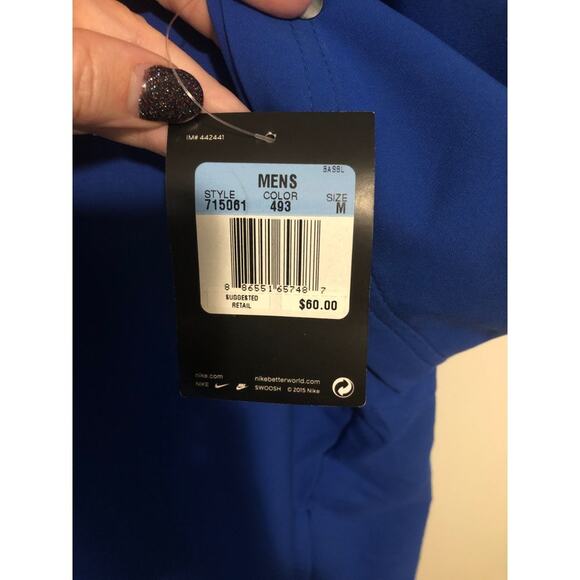 IM# 442441
BASBL
MENS
STYLE COLOR SIZE
715061 493 M
8 86551 65748 7
SUGGESTED
RETAIL
$60.00
nike.com nikebetterworld.com
NIKE SWOOSH © 2015 Nike